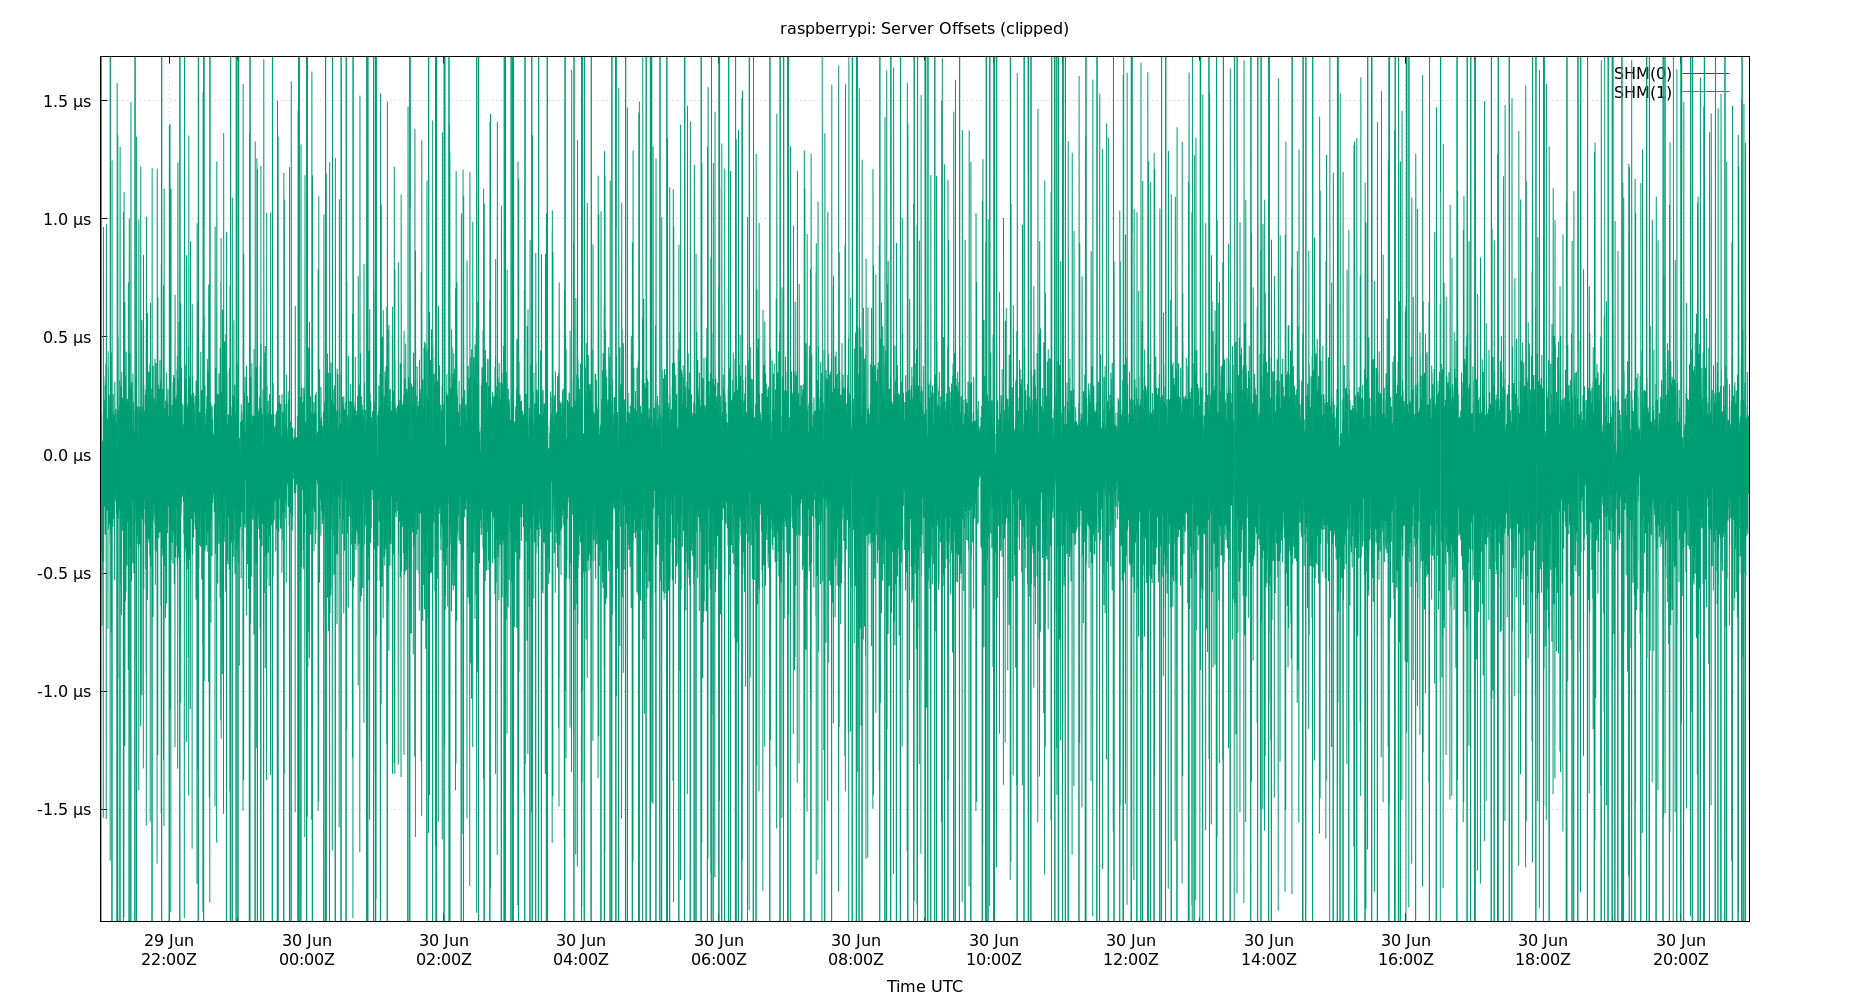 raspberrypi: Server Offsets (clipped)
SHM(0)
SHM(1)
1.5 µs
1.0 µs
0.5 µs
0.0 µs
-0.5 µs
-1.0 µs
-1.5 µs
29 Jun 30 Jun 30 Jun 30 Jun 30 Jun 30 Jun 30 Jun 30 Jun 30 Jun 30 Jun 30 Jun 30 Jun
22:00Z 00:00Z 02:00Z 04:00Z 06:00Z 08:00Z 10:00Z 12:00Z 14:00Z 16:00Z 18:00Z 20:00Z
Time UTC